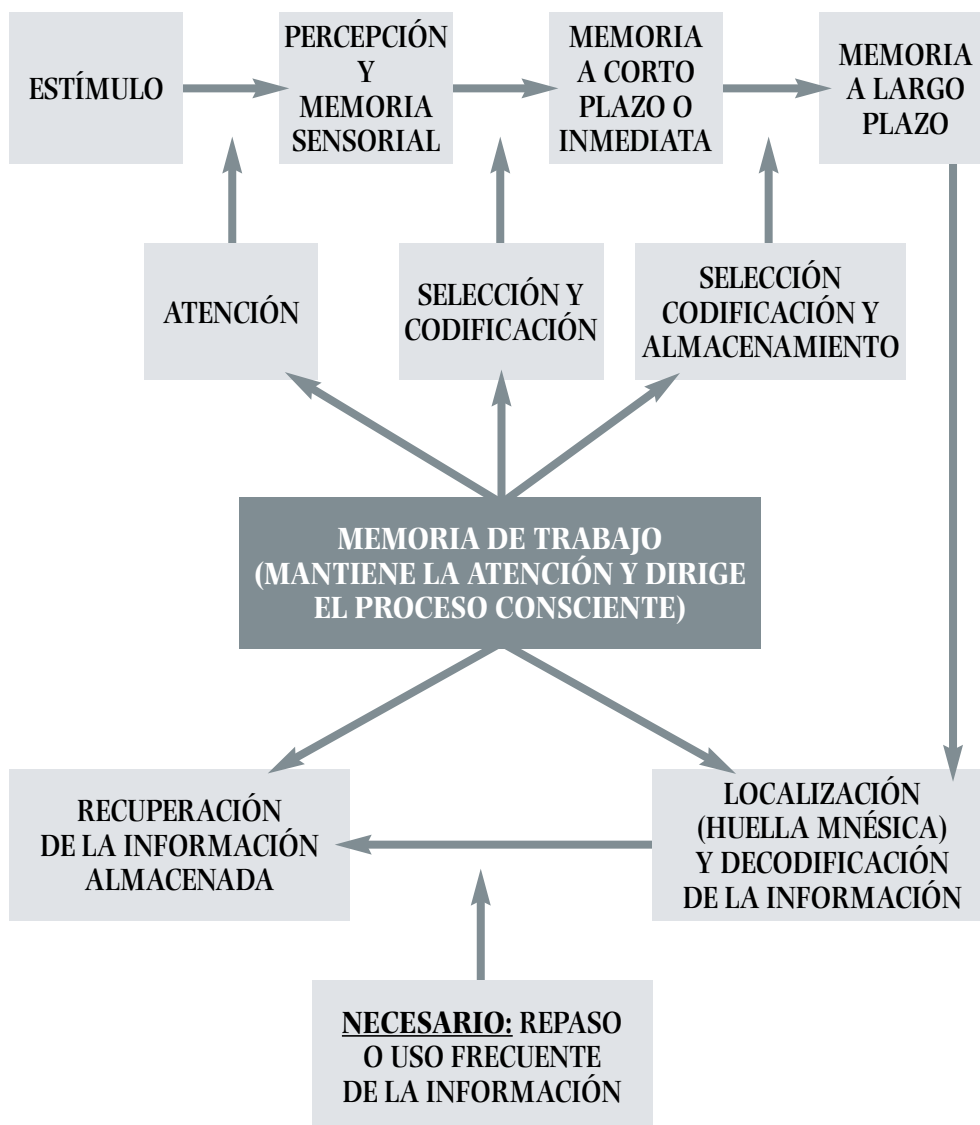 ESTÍMULO
PERCEPCIÓN
Y
MEMORIA
SENSORIAL
MEMORIA
A CORTO
PLAZO O
INMEDIATA
MEMORIA
A LARGO
PLAZO
ATENCIÓN
SELECCIÓN Y
CODIFICACIÓN
SELECCIÓN
CODIFICACIÓN Y
ALMACENAMIENTO
MEMORIA DE TRABAJO
(MANTIENE LA ATENCIÓN Y DIRIGE
EL PROCESO CONSCIENTE)
RECUPERACIÓN
DE LA INFORMACIÓN
ALMACENADA
LOCALIZACIÓN
(HUELLA MNÉSICA)
Y DECODIFICACIÓN
DE LA INFORMACIÓN
NECESARIO: REPASO
O USO FRECUENTE
DE LA INFORMACIÓN